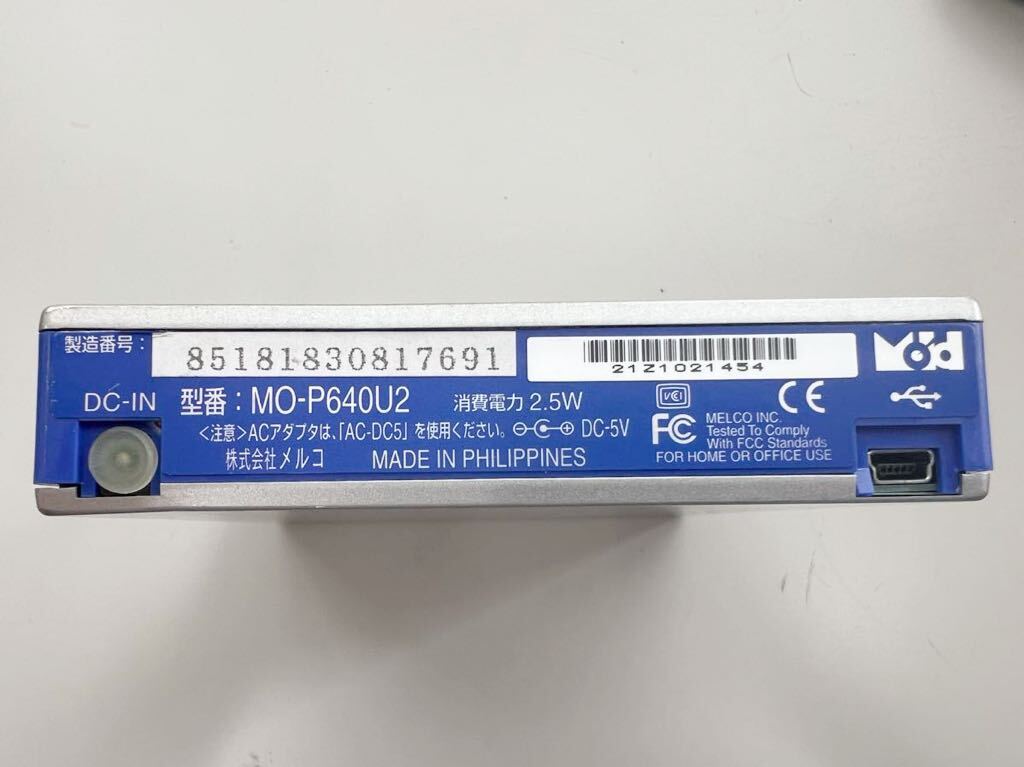 製造番号: 85181830817691
21Z1021454
DC-IN
型番: MO-P640U2
消費電力 2.5W
<注意>ACアダプタは、「AC-DC5」を使用ください。 DC-5V
株式会社メルコ MADE IN PHILIPPINES
VCI
CE
FC
MELCO INC.
Tested To Comply
With FCC Standards
FOR HOME OR OFFICE USE